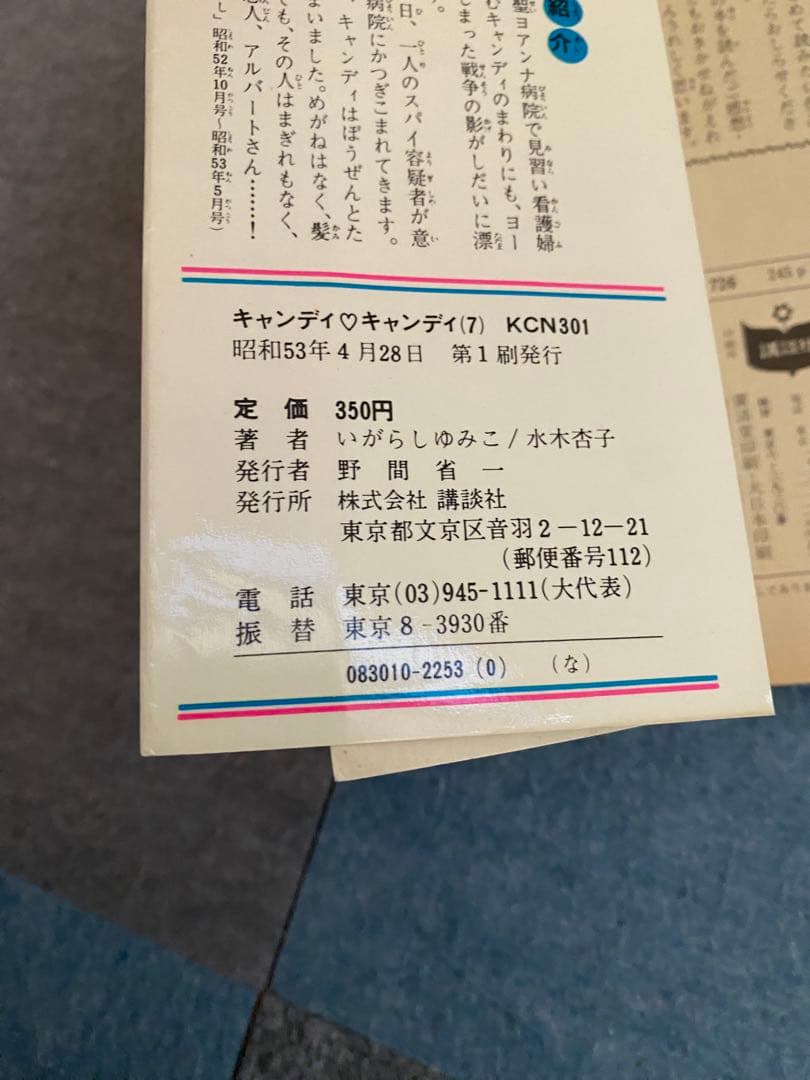 紹介
聖ヨアンナ病院で見習い看護婦
むキャンディのまわりにも、ヨー
しまった戦争の影がしだいに漂
す。
日、一人のスパイ容疑者が意
病院にかつぎこまれてきます。
、キャンディはぼうぜんとた
まいました。めがねはなく、髪
ても、その人はまぎれもなく、
人、アルバートさん……!
し」昭和52年10月号〜昭和53年5月号)
キャンディ♡キャンディ(7) KCN301
昭和53年4月28日 第1刷発行
定価 350円
著者 いがらしゆみこ/水木杏子
発行者 野間省一
発行所 株式会社 講談社
東京都文京区音羽2-12-21
(郵便番号112)
電話 東京(03)945-1111(大代表)
振替 東京8-3930番
083010-2253 (0) (な)
736 245P
講談社